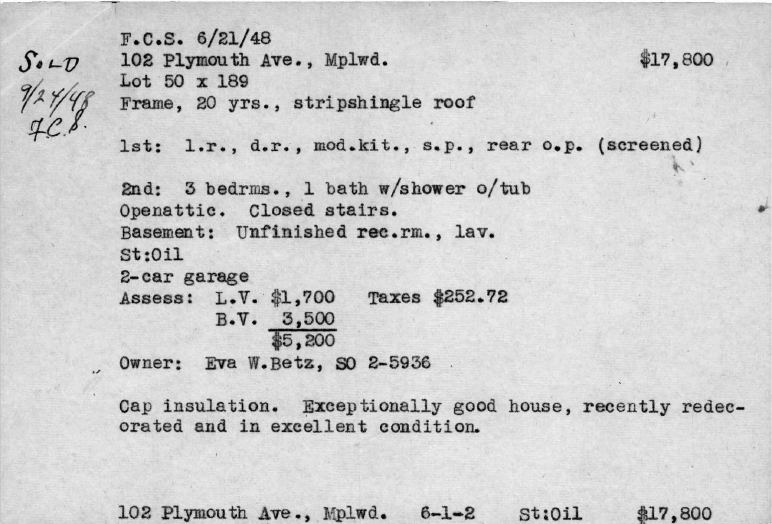 F.C.S. 6/21/48
SOLD
102 Plymouth Ave., Mplwd. $17,800
Lot 50 x 189
9/24/48
Frame, 20 yrs., stripshingle roof
F.C.S.
1st: l.r., d.r., mod.kit., s.p., rear o.p. (screened)
2nd: 3 bedrms., 1 bath w/shower o/tub
Openattic. Closed stairs.
Basement: Unfinished rec.rm., lav.
St:Oil
2-car garage
Assess: L.V. $1,700 Taxes $252.72
B.V. 3,500
$5,200
Owner: Eva W.Betz, SO 2-5936
Cap insulation. Exceptionally good house, recently redec-
orated and in excellent condition.
102 Plymouth Ave., Mplwd. 6-1-2 St:Oil $17,800